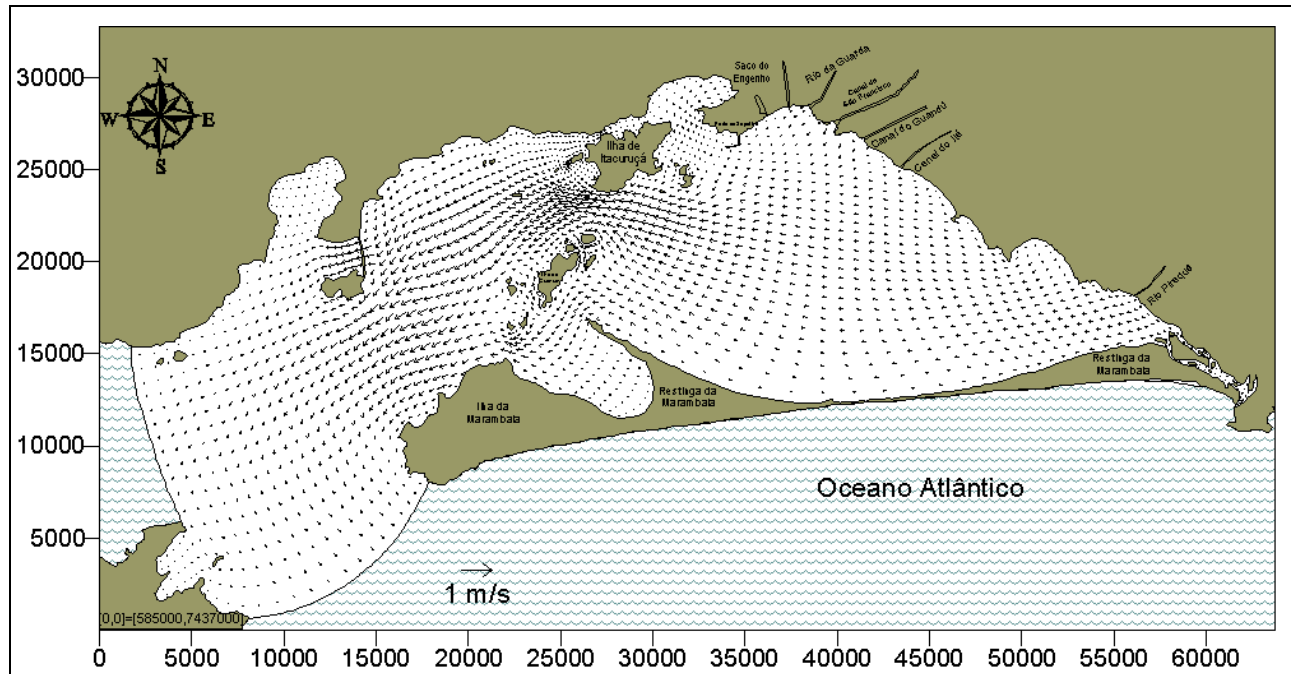 30000
25000
20000
15000
10000
5000
N
W
E
S
Saco do
Engenho
Rio da Guarda
Canal de
São Francisco
Canal do Guandú
Canal do Itá
Ilha de
Itacuruçá
Rio Piraquê
Restinga da
Marambaia
Restinga da
Marambaia
Ilha da
Marambaia
Oceano Atlântico
1 m/s
[0,0]=[585000,7437000]
0
5000
10000
15000
20000
25000
30000
35000
40000
45000
50000
55000
60000